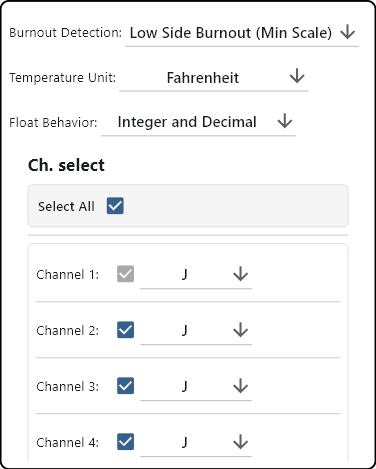 Burnout Detection: Low Side Burnout (Min Scale)
Temperature Unit: Fahrenheit
Float Behavior: Integer and Decimal
Ch. select
Select All
Channel 1: J
Channel 2: J
Channel 3: J
Channel 4: J